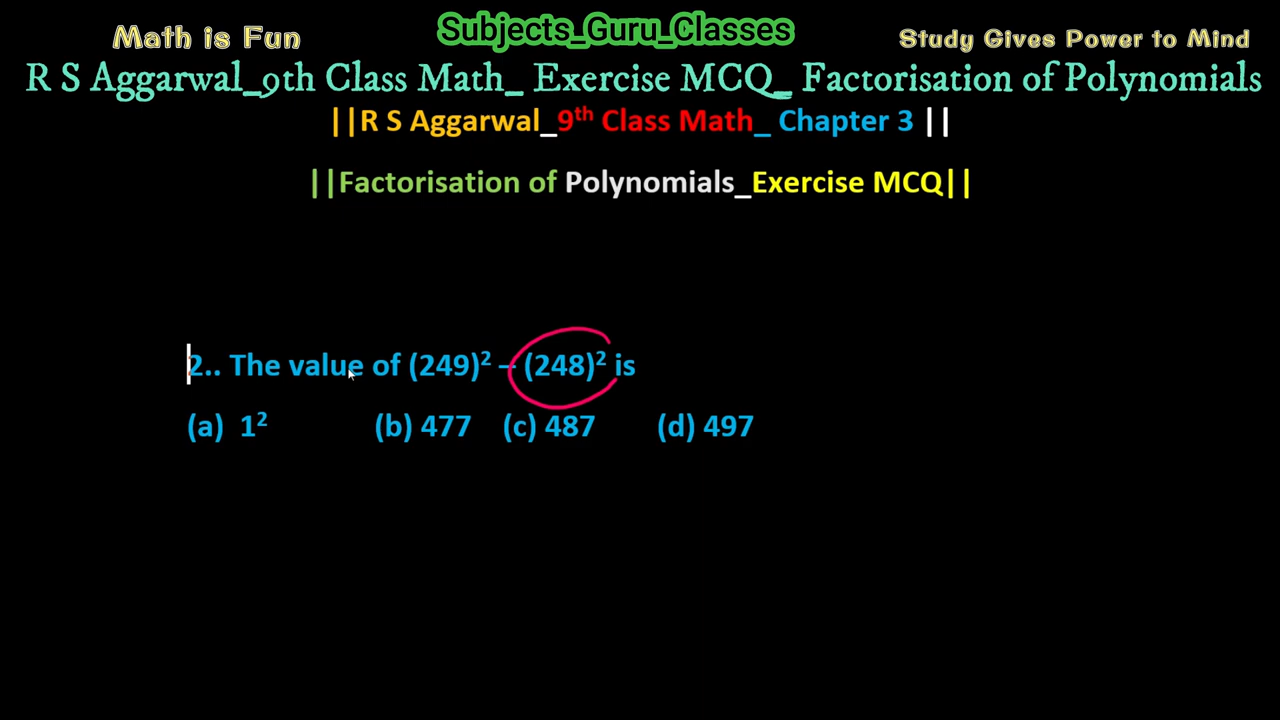 Math is Fun Subjects_Guru_Classes Study Gives Power to Mind
R S Aggarwal_9th Class Math_ Exercise MCQ_ Factorisation of Polynomials
||R S Aggarwal_9th Class Math_ Chapter 3 ||
||Factorisation of Polynomials_Exercise MCQ||
2.. The value of (249)² – (248)² is
(a) 1² (b) 477 (c) 487 (d) 497